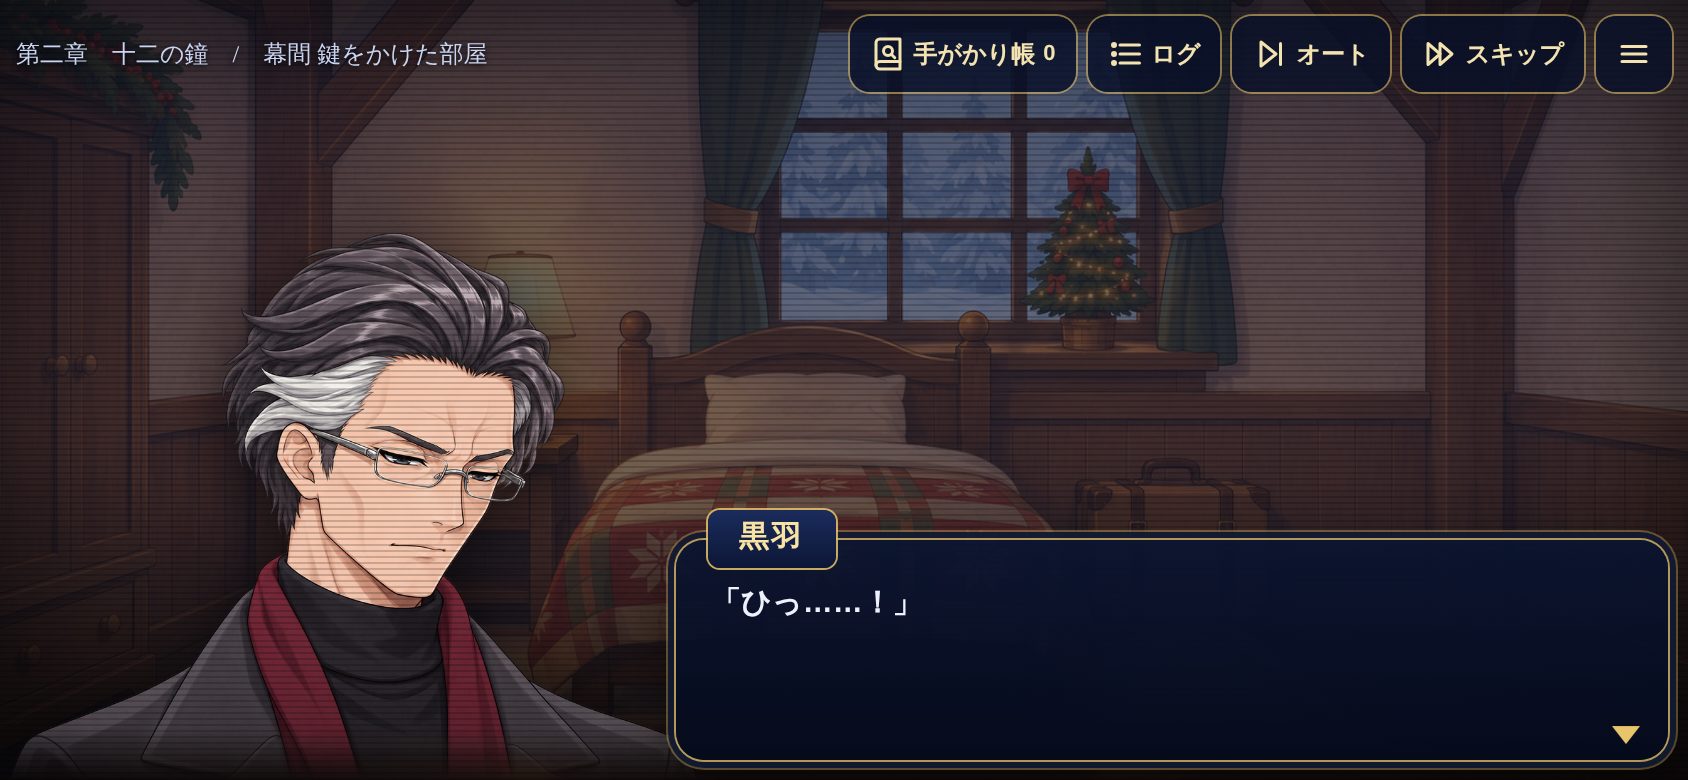 第二章　十二の鐘　/　幕間 鍵をかけた部屋
手がかり帳 0
ログ
オート
スキップ
黒羽
「ひっ……！」